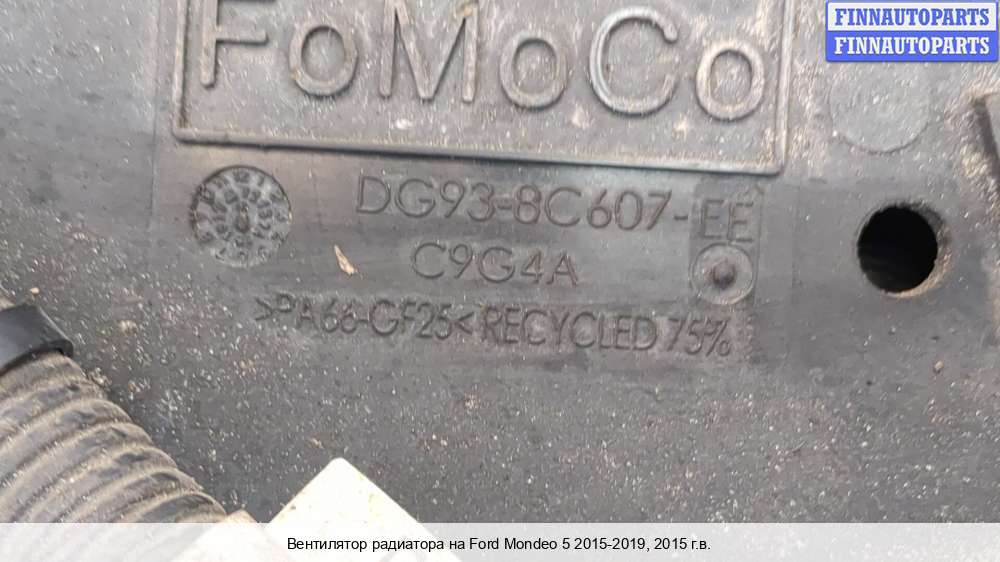 FINNAUTOPARTS
FINNAUTOPARTS
FoMoCo
DG93-8C607-EE
C9G4A
>PA66-GF25< RECYCLED 75%
Вентилятор радиатора на Ford Mondeo 5 2015-2019, 2015 г.в.